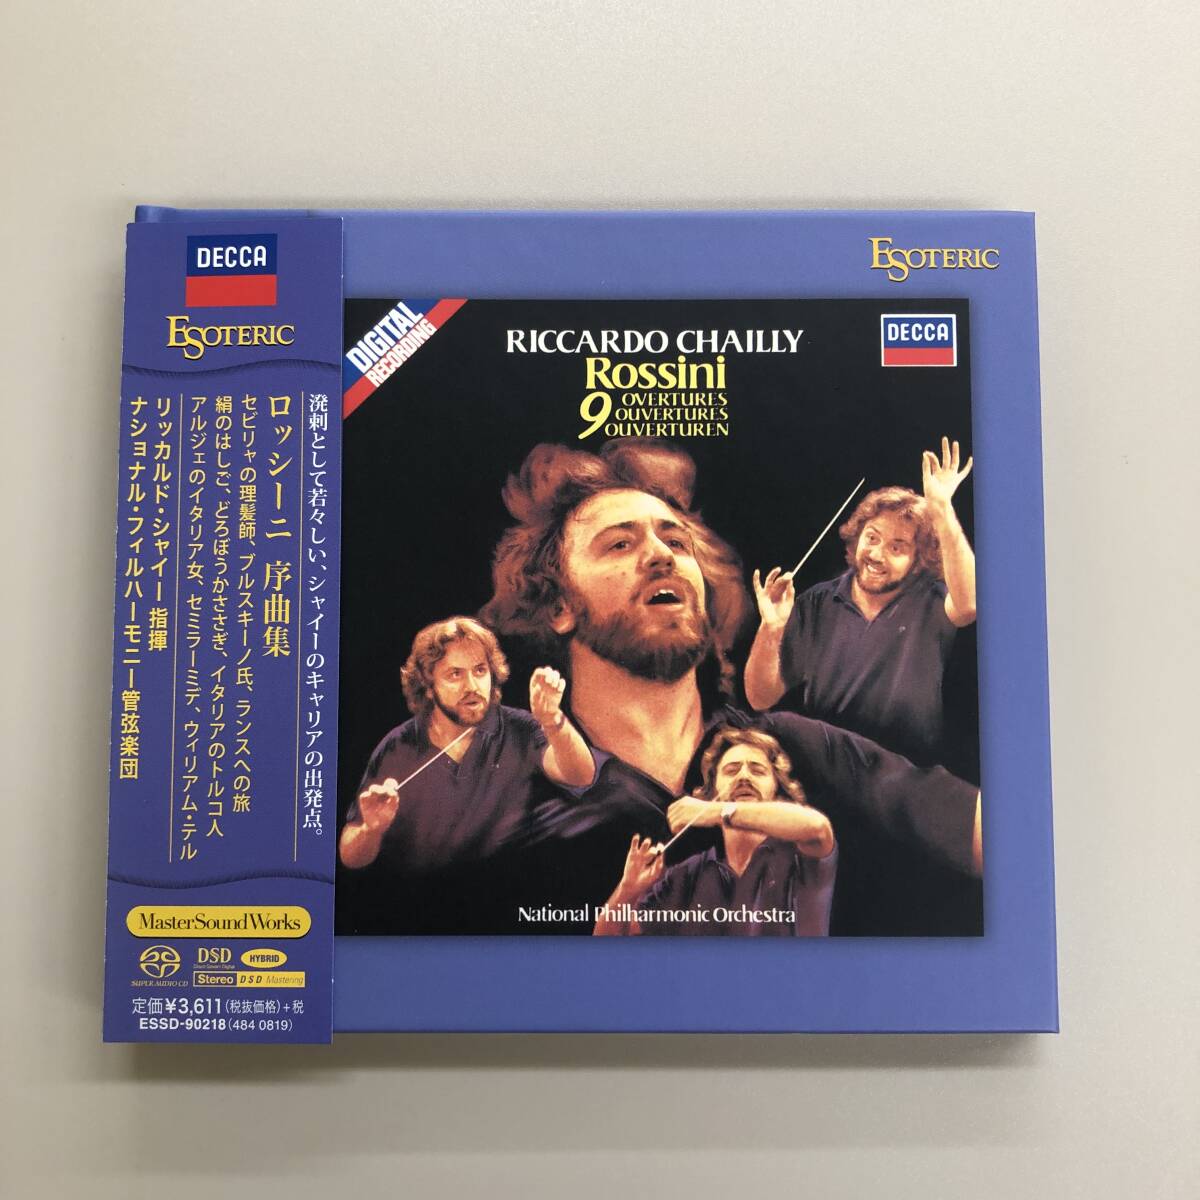 DECCA
ESOTERIC
溌剌として若々しい、シャイーのキャリアの出発点。
ロッシーニ 序曲集
セビリャの理髪師、ブルスキーノ氏、ランスへの旅
絹のはしご、どろぼうかささぎ、イタリアのトルコ人
アルジェのイタリア女、セミラーミデ、ウィリアム・テル
リッカルド・シャイー 指揮
ナショナル・フィルハーモニー管弦楽団
MasterSoundWorks
SUPER AUDIO CD
DSD
Direct Stream Digital
HYBRID
Stereo DSD Mastering
定価¥3,611(税抜価格)+税
ESSD-90218(484 0819)
ESOTERIC
DIGITAL
RECORDING
RICCARDO CHAILLY
DECCA
Rossini
9 OVERTURES
OUVERTURES
OUVERTUREN
National Philharmonic Orchestra